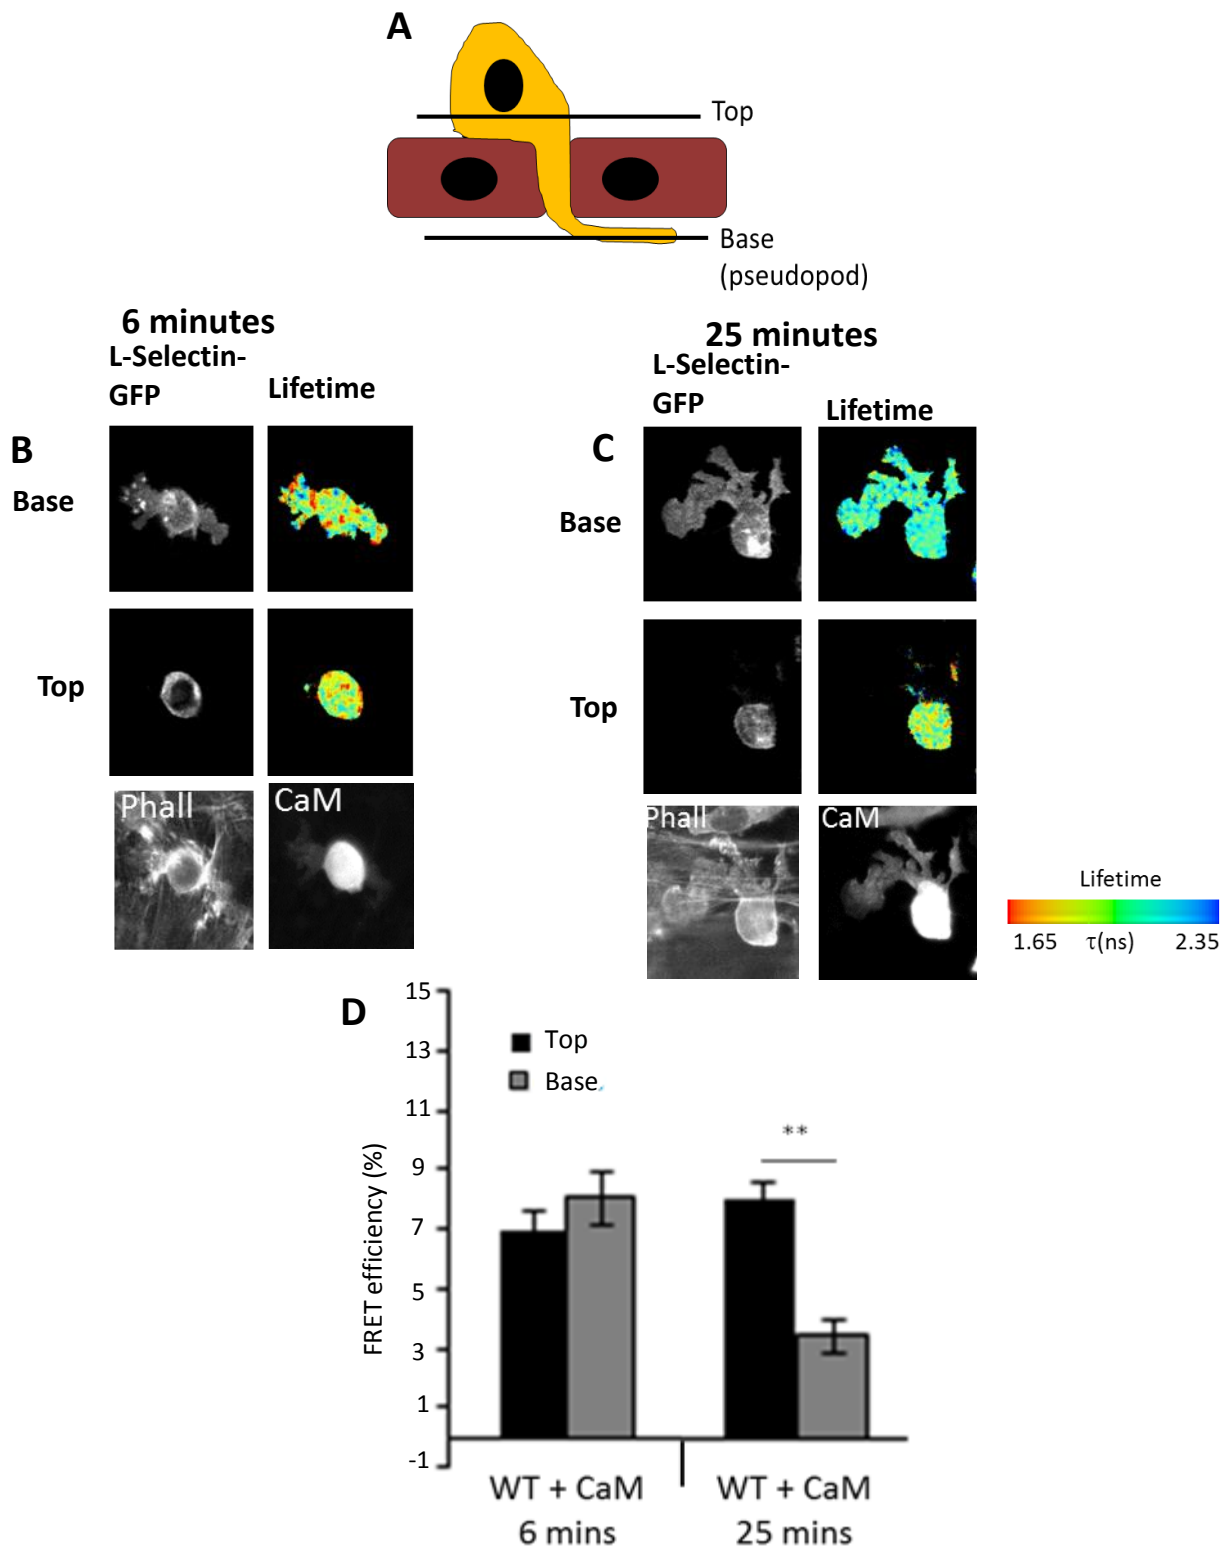 A
Top
Base
(pseudopod)
6 minutes
L-Selectin-
GFP
Lifetime
25 minutes
L-Selectin-
GFP
Lifetime
B
Base
Top
Phall
CaM
C
Base
Top
Phall
CaM
Lifetime
1.65 τ(ns) 2.35
D
15
13
11
9
7
5
3
1
-1
FRET efficiency (%)
Top
Base
**
WT + CaM
6 mins
WT + CaM
25 mins